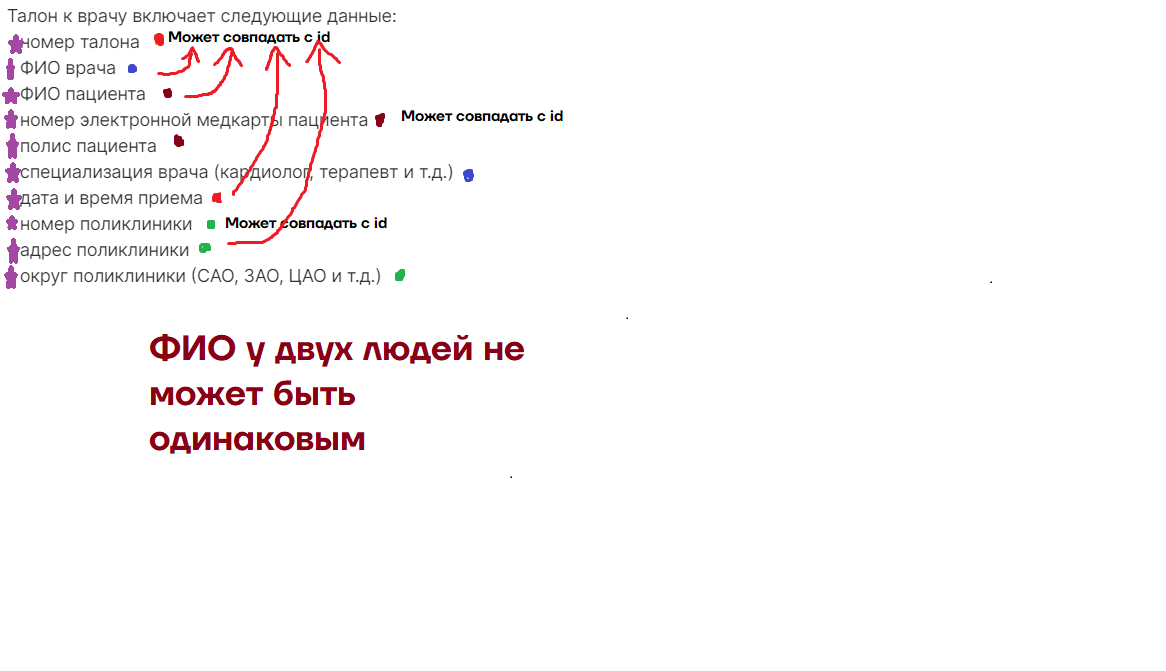 Талон к врачу включает следующие данные:
номер талона Может совпадать с id
ФИО врача
ФИО пациента
номер электронной медкарты пациента Может совпадать с id
полис пациента
специализация врача (кардиолог, терапевт и т.д.)
дата и время приема
номер поликлиники Может совпадать с id
адрес поликлиники
округ поликлиники (САО, ЗАО, ЦАО и т.д.)
ФИО у двух людей не
может быть
одинаковым